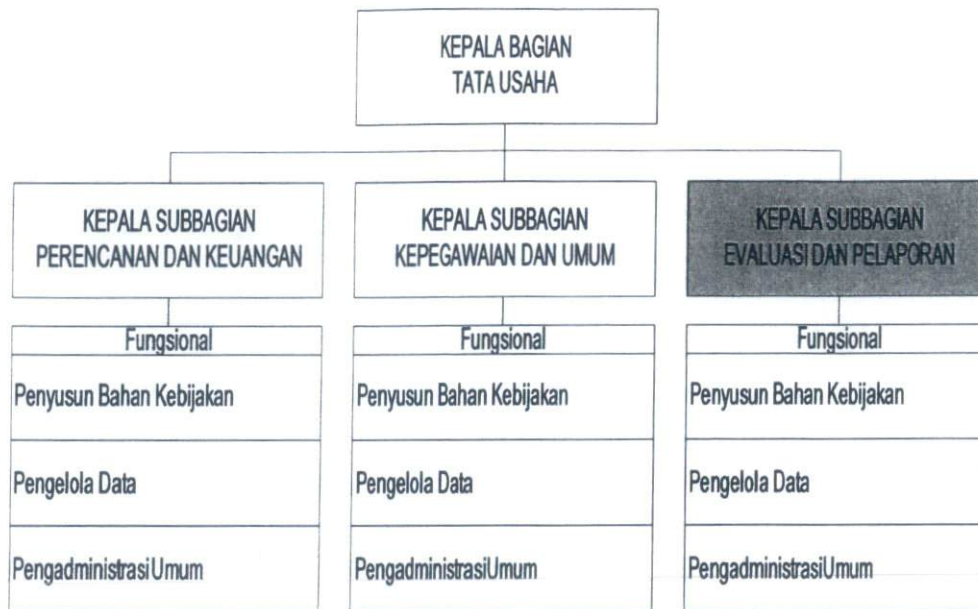 KEPALA BAGIAN
TATA USAHA
KEPALA SUBBAGIAN
PERENCANAN DAN KEUANGAN
KEPALA SUBBAGIAN
KEPEGAWAIAN DAN UMUM
KEPALA SUBBAGIAN
EVALUASI DAN PELAPORAN
Fungsional
Penyusun Bahan Kebijakan
Pengelola Data
PengadministrasiUmum
Fungsional
Penyusun Bahan Kebijakan
Pengelola Data
PengadministrasiUmum
Fungsional
Penyusun Bahan Kebijakan
Pengelola Data
PengadministrasiUmum